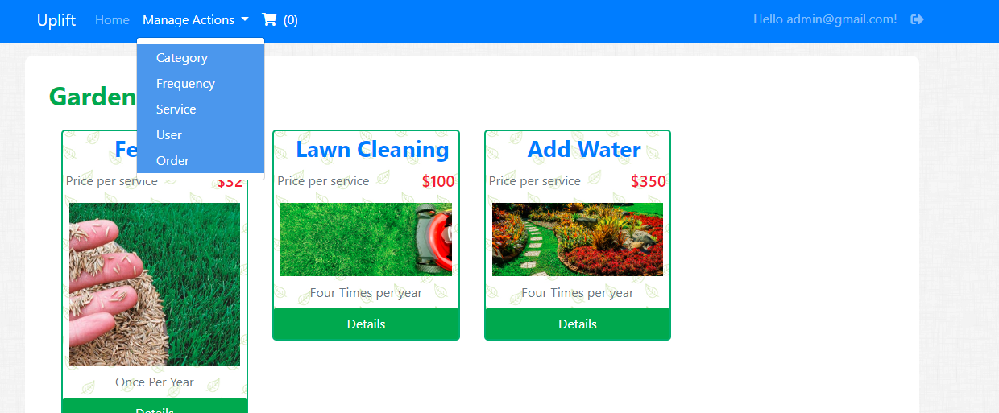 Uplift Home Manage Actions (0) Hello admin@gmail.com!
Category
Frequency
Service
User
Order
Garden
Fe
Price per service $32
Once Per Year
Details
Lawn Cleaning
Price per service $100
Four Times per year
Details
Add Water
Price per service $350
Four Times per year
Details